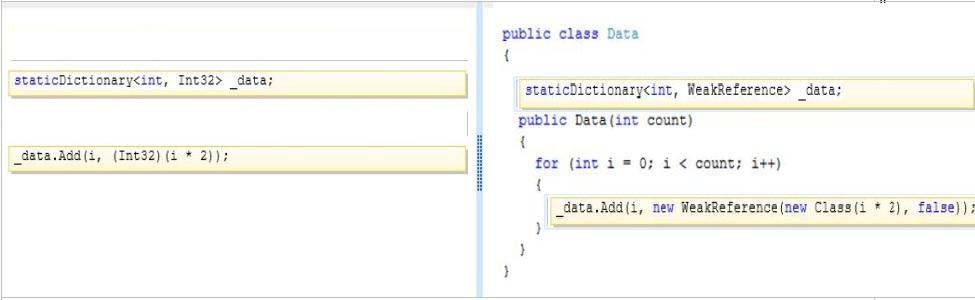 staticDictionary<int, Int32> _data;
_data.Add(i, (Int32)(i * 2));
public class Data
{
staticDictionary<int, WeakReference> _data;
public Data(int count)
{
for (int i = 0; i < count; i++)
{
_data.Add(i, new WeakReference(new Class(i * 2), false));
}
}
}